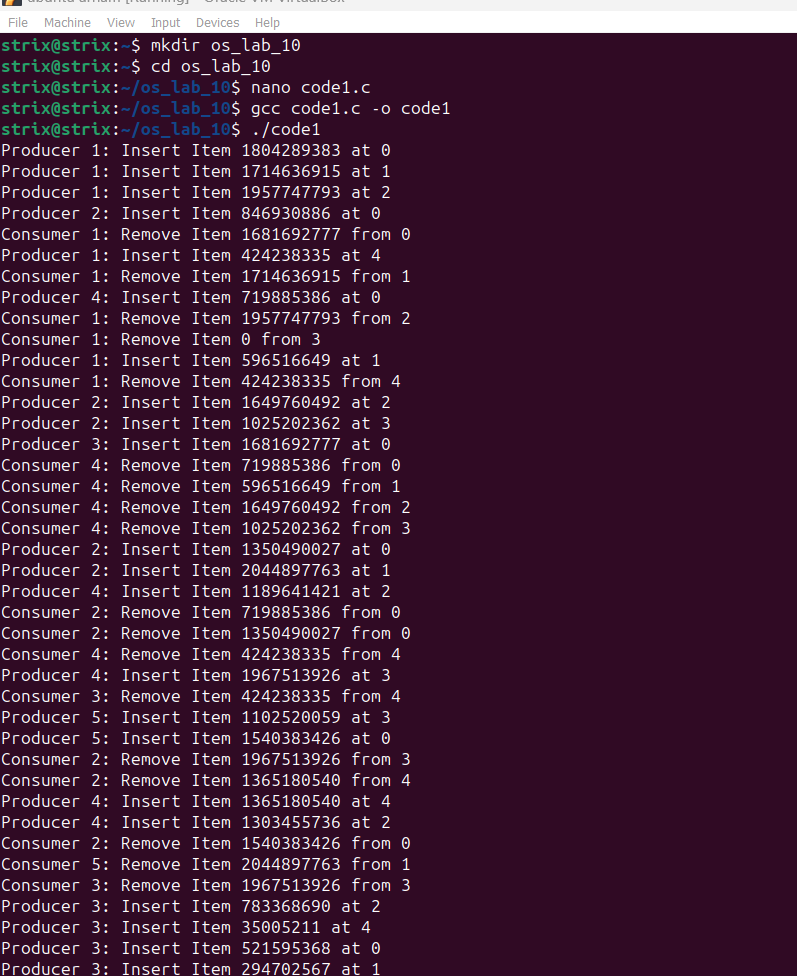 File Machine View Input Devices Help
strix@strix:~$ mkdir os_lab_10
strix@strix:~$ cd os_lab_10
strix@strix:~/os_lab_10$ nano code1.c
strix@strix:~/os_lab_10$ gcc code1.c -o code1
strix@strix:~/os_lab_10$ ./code1
Producer 1: Insert Item 1804289383 at 0
Producer 1: Insert Item 1714636915 at 1
Producer 1: Insert Item 1957747793 at 2
Producer 2: Insert Item 846930886 at 0
Consumer 1: Remove Item 1681692777 from 0
Producer 1: Insert Item 424238335 at 4
Consumer 1: Remove Item 1714636915 from 1
Producer 4: Insert Item 719885386 at 0
Consumer 1: Remove Item 1957747793 from 2
Consumer 1: Remove Item 0 from 3
Producer 1: Insert Item 596516649 at 1
Consumer 1: Remove Item 424238335 from 4
Producer 2: Insert Item 1649760492 at 2
Producer 2: Insert Item 1025202362 at 3
Producer 3: Insert Item 1681692777 at 0
Consumer 4: Remove Item 719885386 from 0
Consumer 4: Remove Item 596516649 from 1
Consumer 4: Remove Item 1649760492 from 2
Consumer 4: Remove Item 1025202362 from 3
Producer 2: Insert Item 1350490027 at 0
Producer 2: Insert Item 2044897763 at 1
Producer 4: Insert Item 1189641421 at 2
Consumer 2: Remove Item 719885386 from 0
Consumer 2: Remove Item 1350490027 from 0
Consumer 4: Remove Item 424238335 from 4
Producer 4: Insert Item 1967513926 at 3
Consumer 3: Remove Item 424238335 from 4
Producer 5: Insert Item 1102520059 at 3
Producer 5: Insert Item 1540383426 at 0
Consumer 2: Remove Item 1967513926 from 3
Consumer 2: Remove Item 1365180540 from 4
Producer 4: Insert Item 1365180540 at 4
Producer 4: Insert Item 1303455736 at 2
Consumer 2: Remove Item 1540383426 from 0
Consumer 5: Remove Item 2044897763 from 1
Consumer 3: Remove Item 1967513926 from 3
Producer 3: Insert Item 783368690 at 2
Producer 3: Insert Item 35005211 at 4
Producer 3: Insert Item 521595368 at 0
Producer 3: Insert Item 294702567 at 1